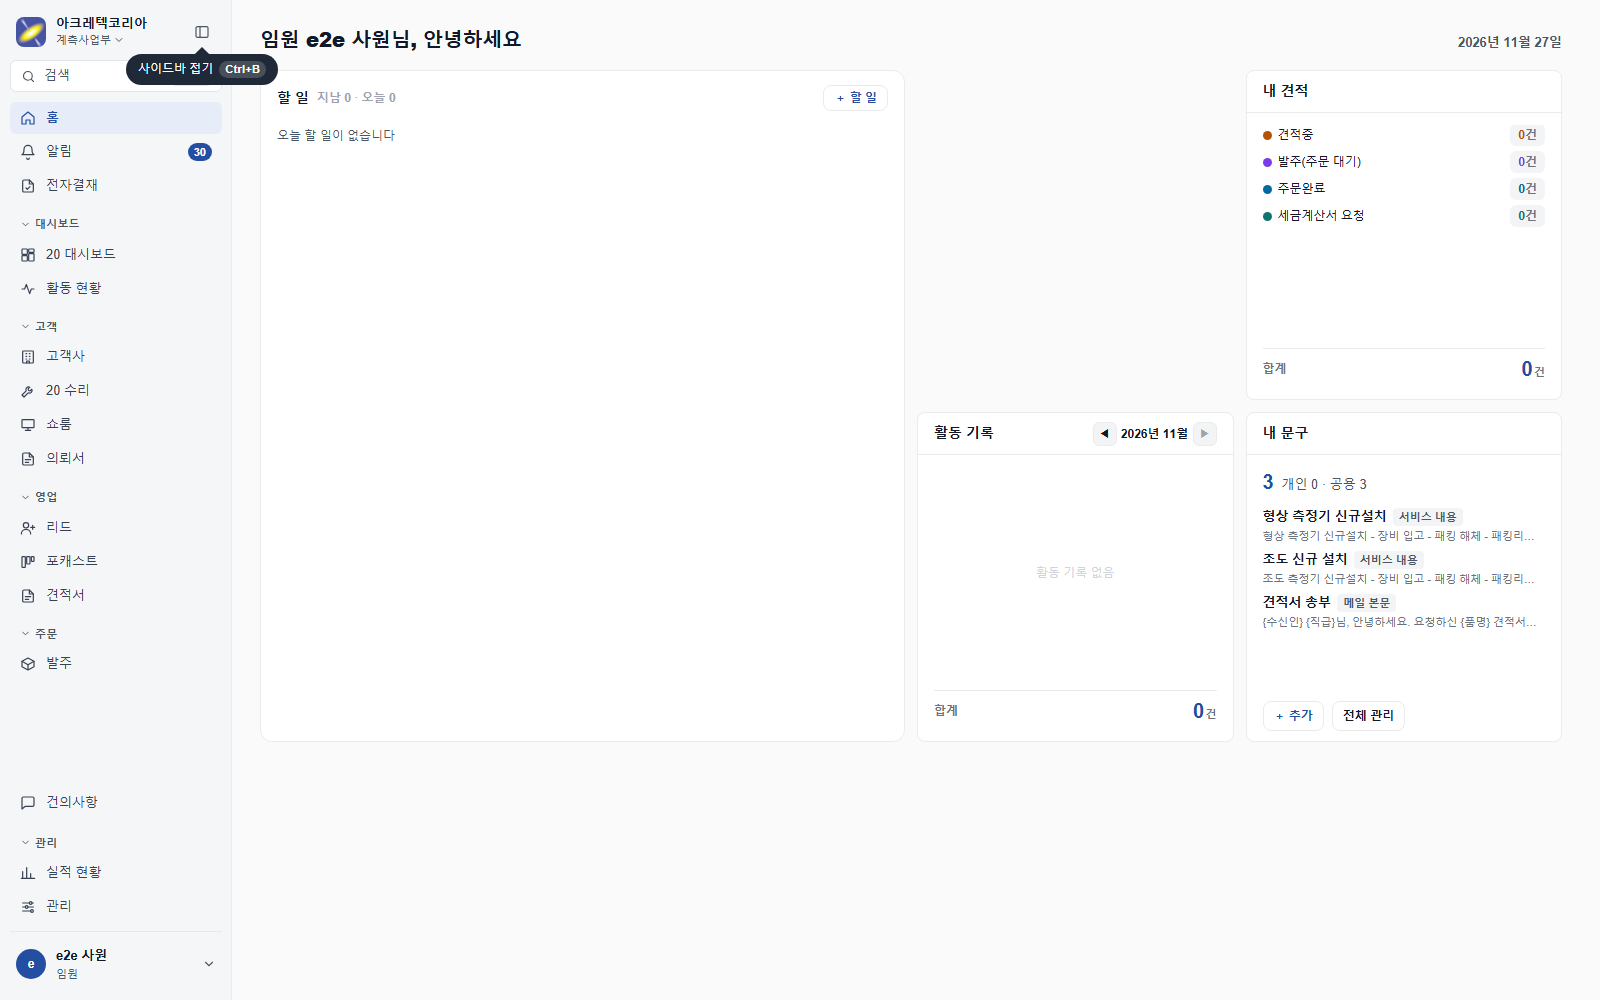 아크레텍코리아
계측사업부
사이드바 접기 Ctrl+B
검색
홈
알림 30
전자결재
대시보드
20 대시보드
활동 현황
고객
고객사
20 수리
쇼룸
의뢰서
영업
리드
포캐스트
견적서
주문
발주
건의사항
관리
실적 현황
관리
e
e2e 사원
임원
임원 e2e 사원님, 안녕하세요
2026년 11월 27일
할 일 지남 0 · 오늘 0
+ 할 일
오늘 할 일이 없습니다
내 견적
견적중 0건
발주(주문 대기) 0건
주문완료 0건
세금계산서 요청 0건
합계 0건
활동 기록
◀ 2026년 11월 ▶
활동 기록 없음
합계 0건
내 문구
3 개인 0 · 공용 3
형상 측정기 신규설치 서비스 내용
형상 측정기 신규설치 - 장비 입고 - 패킹 해체 - 패킹리...
조도 신규 설치 서비스 내용
조도 측정기 신규설치 - 장비 입고 - 패킹 해체 - 패킹리...
견적서 송부 메일 본문
{수신인} {직급}님, 안녕하세요. 요청하신 {품명} 견적서...
+ 추가
전체 관리